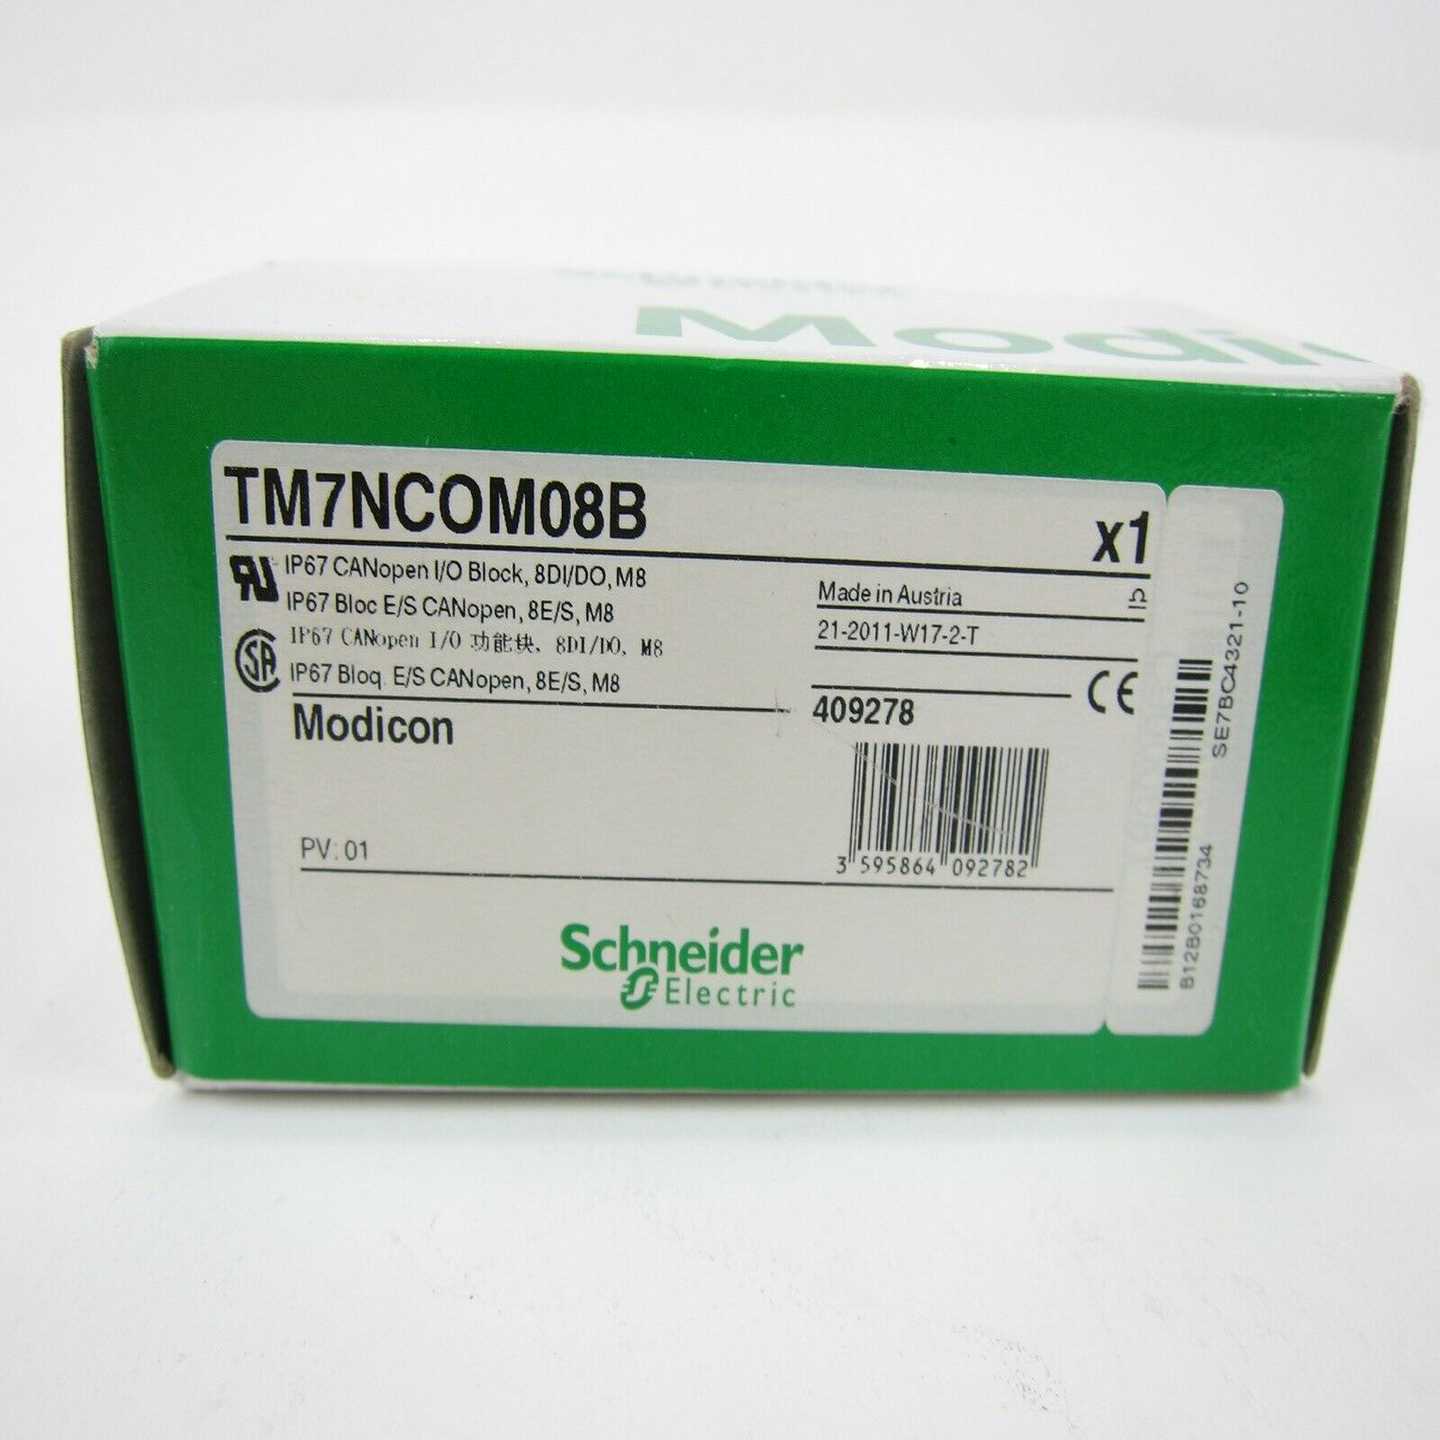 Modi
TM7NCOM08B
x1
IP67 CANopen I/O Block, 8DI/DO, M8
IP67 Bloc E/S CANopen, 8E/S, M8
IP67 CANopen I/O 功能块, 8DI/DO, M8
IP67 Bloq. E/S CANopen, 8E/S, M8
Modicon
PV: 01
Made in Austria
21-2011-W17-2-T
CE
409278
3 595864 092782
Schneider
Electric
SE7BC4321-10
B12B0168734